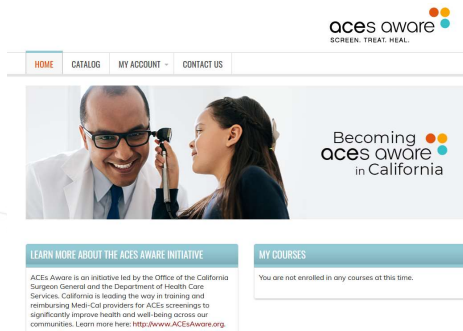 aces aware
SCREEN. TREAT. HEAL.
HOME CATALOG MY ACCOUNT CONTACT US
Becoming
aces aware
in California
LEARN MORE ABOUT THE ACES AWARE INITIATIVE
ACEs Aware is an initiative led by the Office of the California
Surgeon General and the Department of Health Care
Services. California is leading the way in training and
reimbursing Medi-Cal providers for ACEs screenings to
significantly improve health and well-being across our
communities. Learn more here: http://www.ACEsAware.org.
MY COURSES
You are not enrolled in any courses at this time.